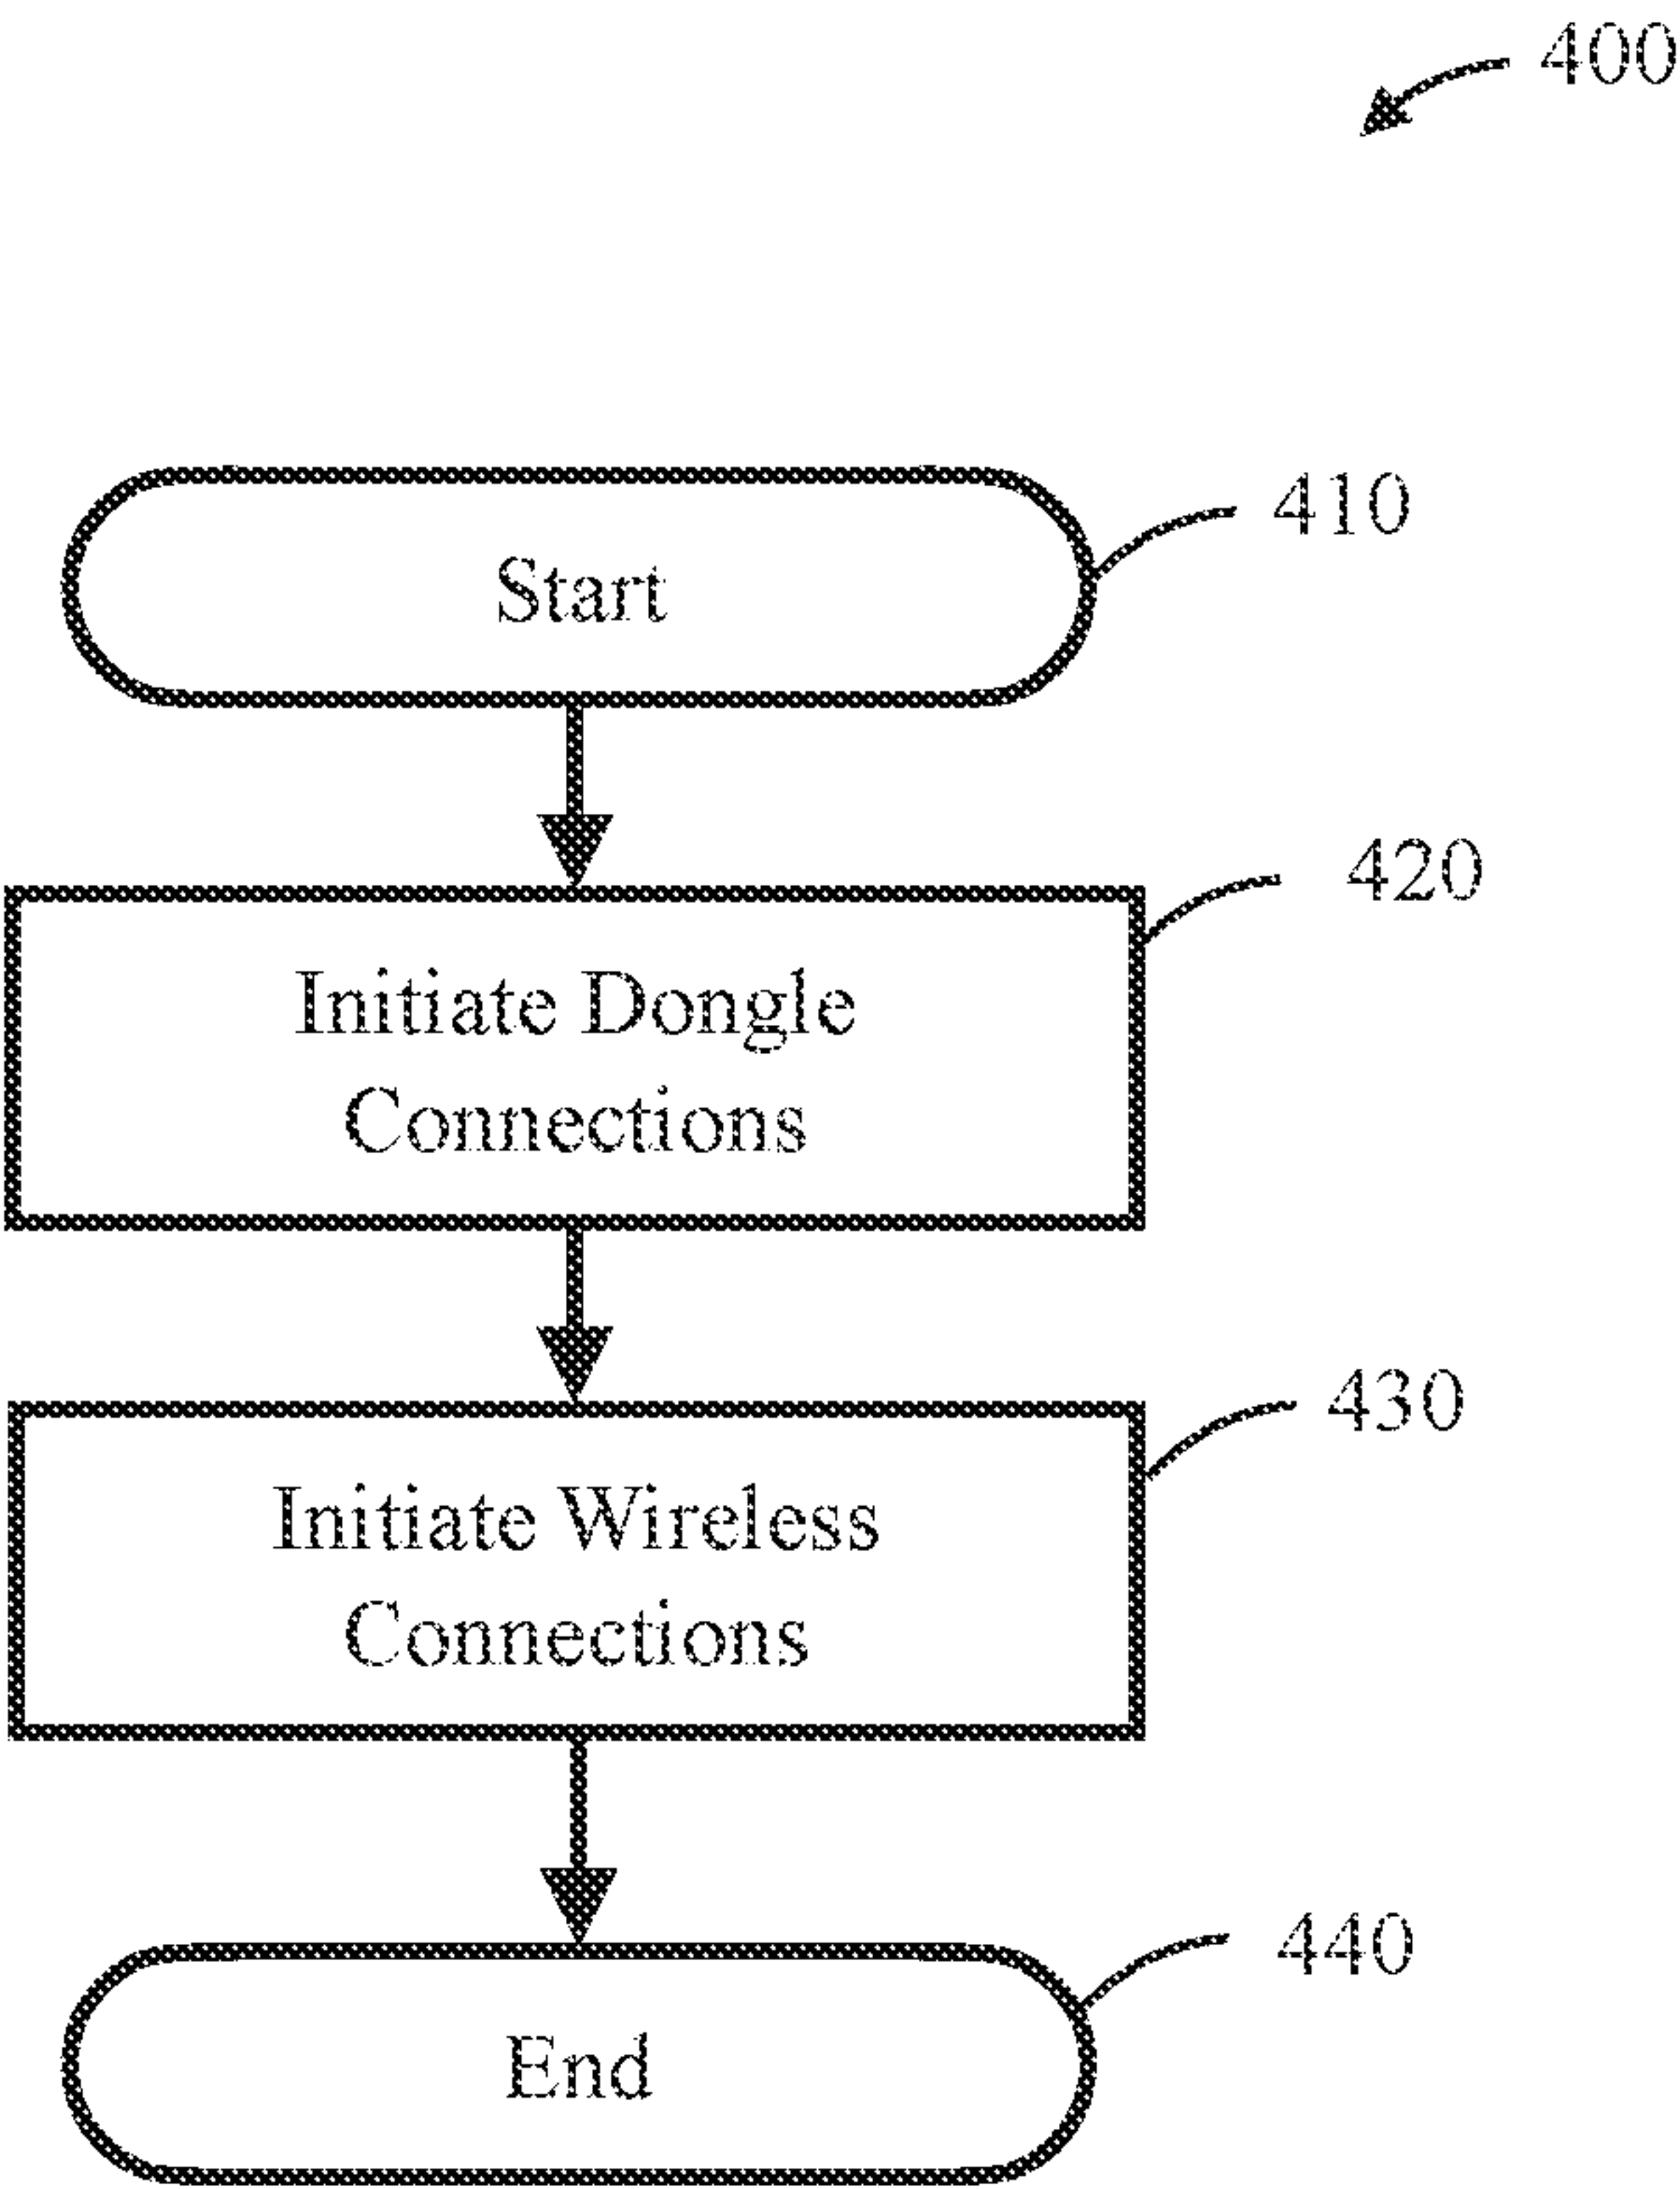 400
Start
410
420
Initiate Dongle
Connections
430
Initiate Wireless
Connections
440
End